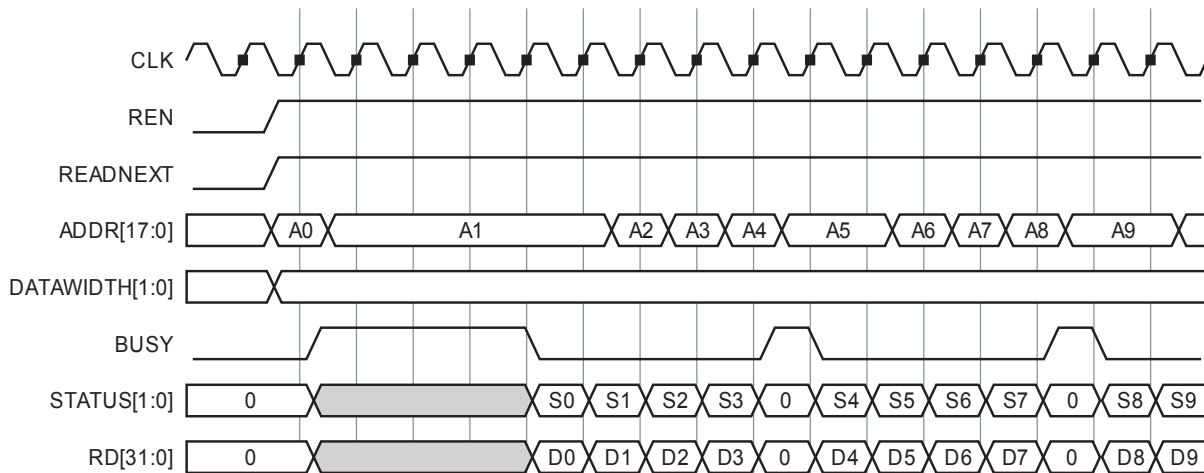 CLK
REN
READNEXT
ADDR[17:0] A0 A1 A2 A3 A4 A5 A6 A7 A8 A9
DATAWIDTH[1:0]
BUSY
STATUS[1:0] 0 S0 S1 S2 S3 0 S4 S5 S6 S7 0 S8 S9
RD[31:0] 0 D0 D1 D2 D3 0 D4 D5 D6 D7 0 D8 D9